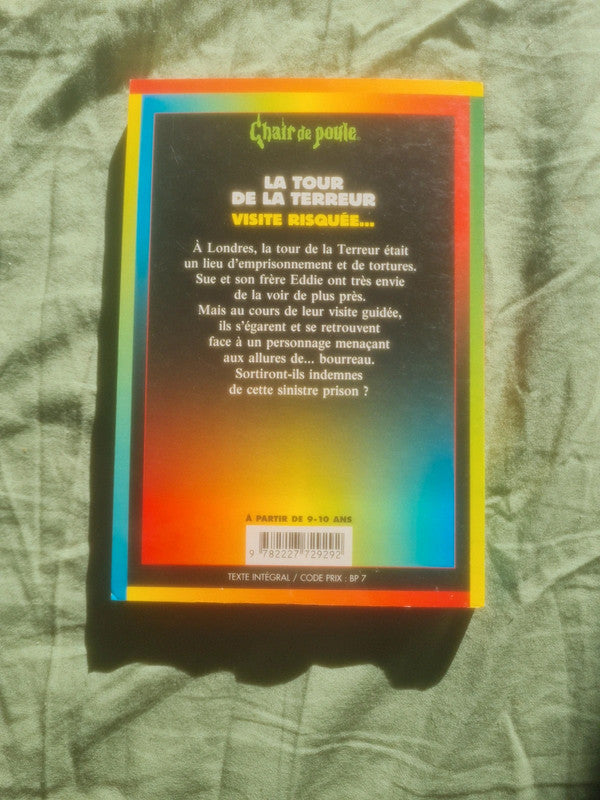 Chair de poule
LA TOUR
DE LA TERREUR
VISITE RISQUÉE...
À Londres, la tour de la Terreur était
un lieu d'emprisonnement et de tortures.
Sue et son frère Eddie ont très envie
de la voir de plus près.
Mais au cours de leur visite guidée,
ils s'égarent et se retrouvent
face à un personnage menaçant
aux allures de... bourreau.
Sortiront-ils indemnes
de cette sinistre prison ?
À PARTIR DE 9-10 ANS
9 782227 729292
TEXTE INTÉGRAL / CODE PRIX : BP 7